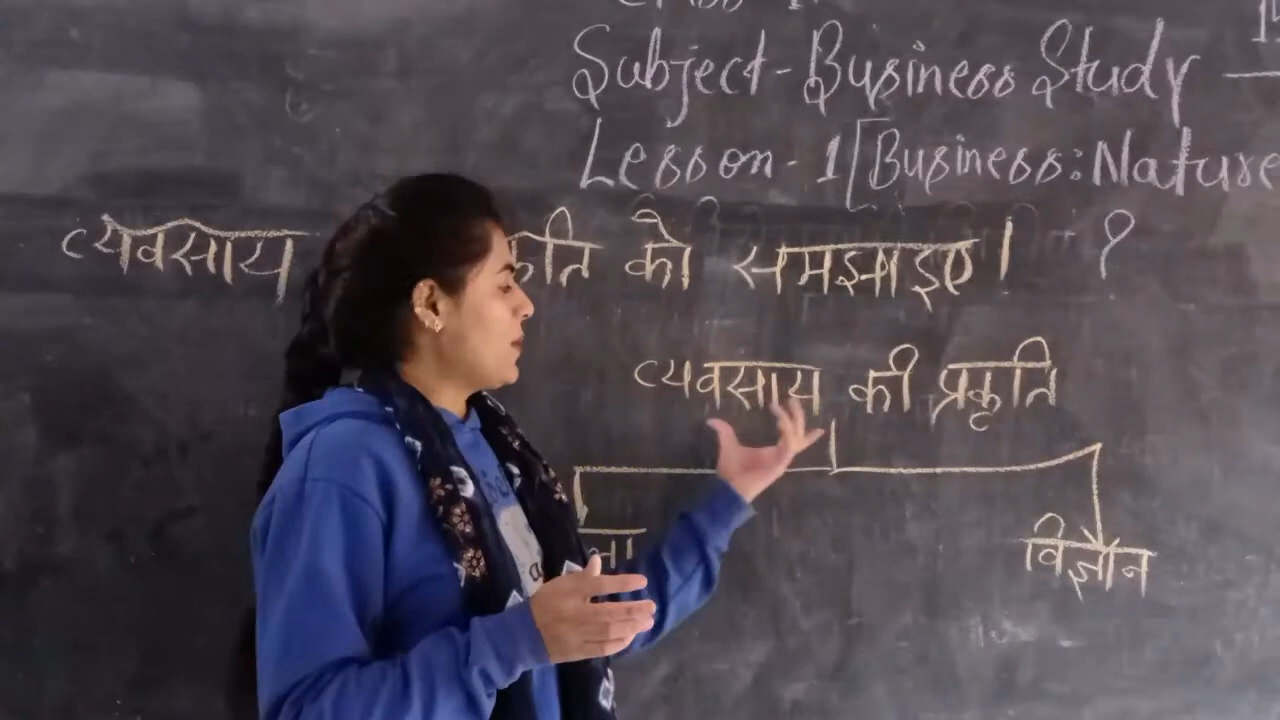 Subject-Business Study
Lesson-1[Business:Nature
व्यवसाय कृति को समझाइए। ?
व्यवसाय की प्रकृति
विज्ञान